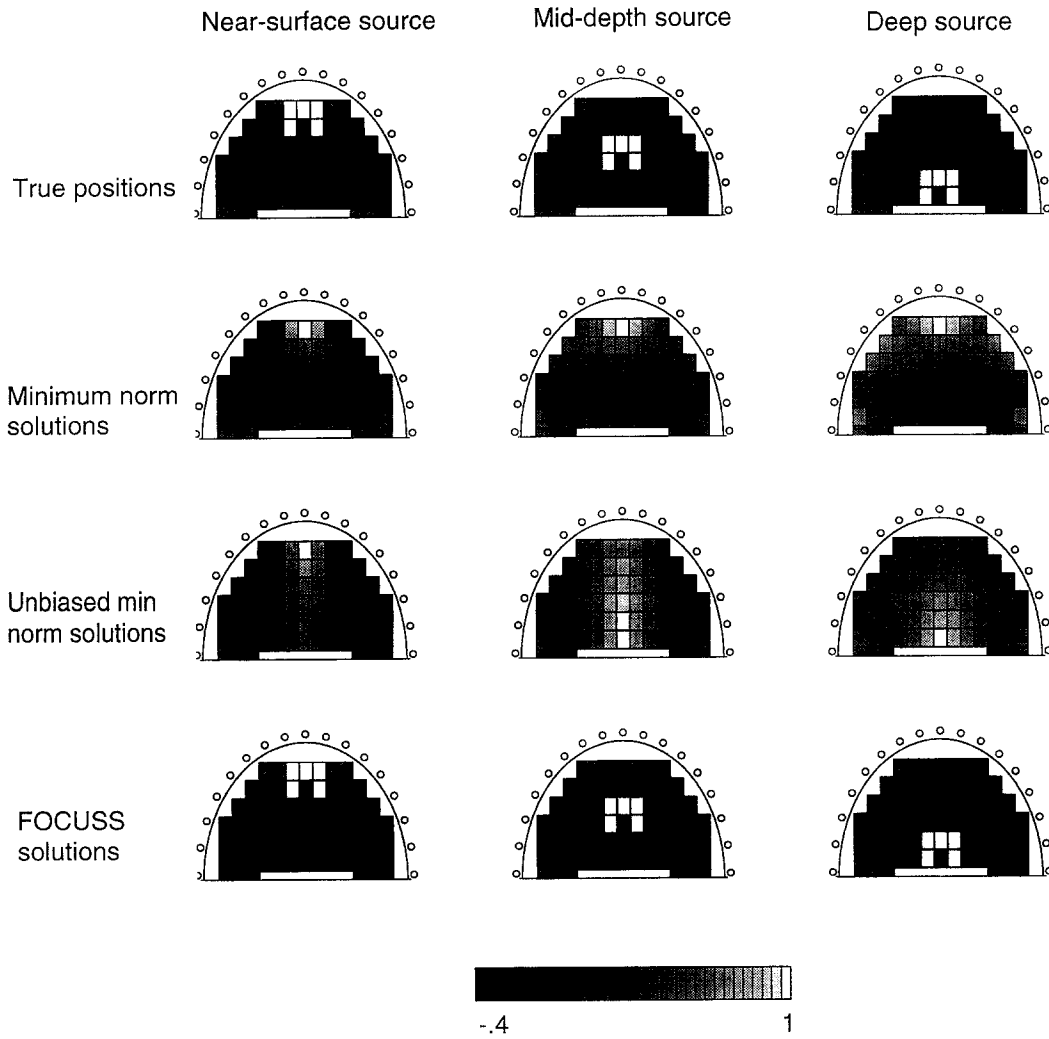 Near-surface source
Mid-depth source
Deep source
True positions
Minimum norm
solutions
Unbiased min
norm solutions
FOCUSS
solutions
-.4
1